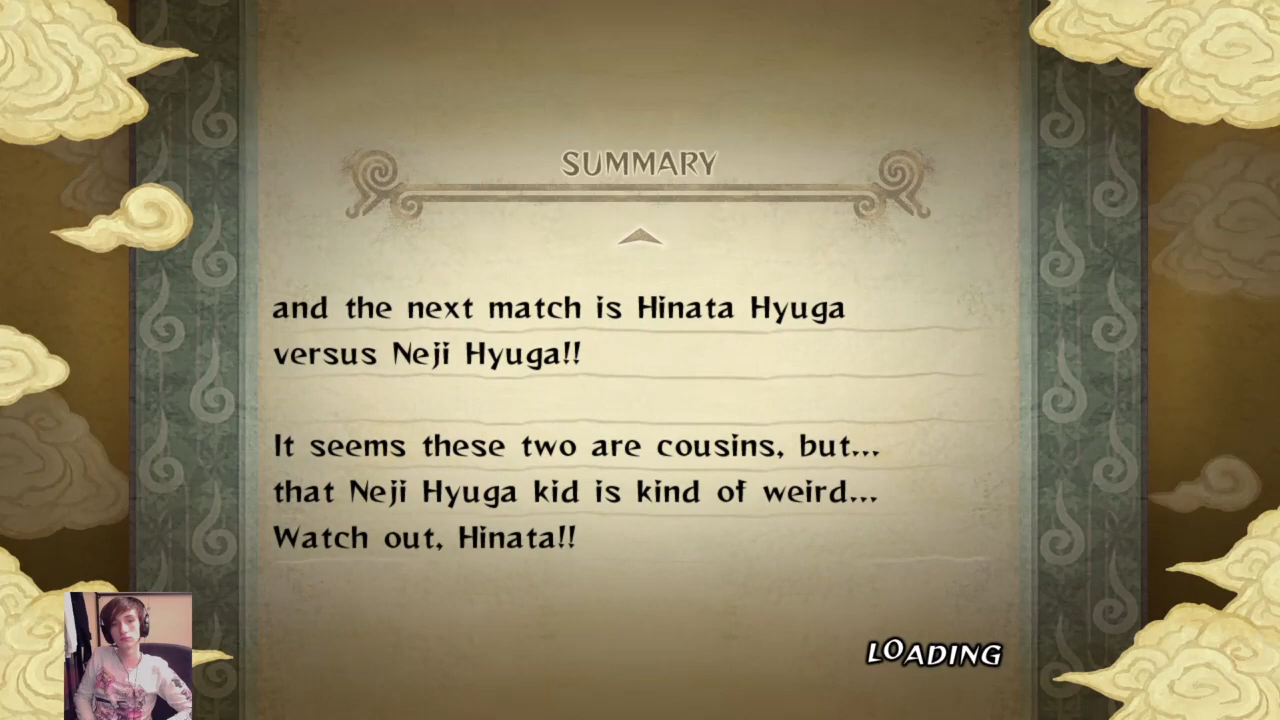 SUMMARY
and the next match is Hinata Hyuga
versus Neji Hyuga!!
It seems these two are cousins, but...
that Neji Hyuga kid is kind of weird...
Watch out, Hinata!!
LOADING